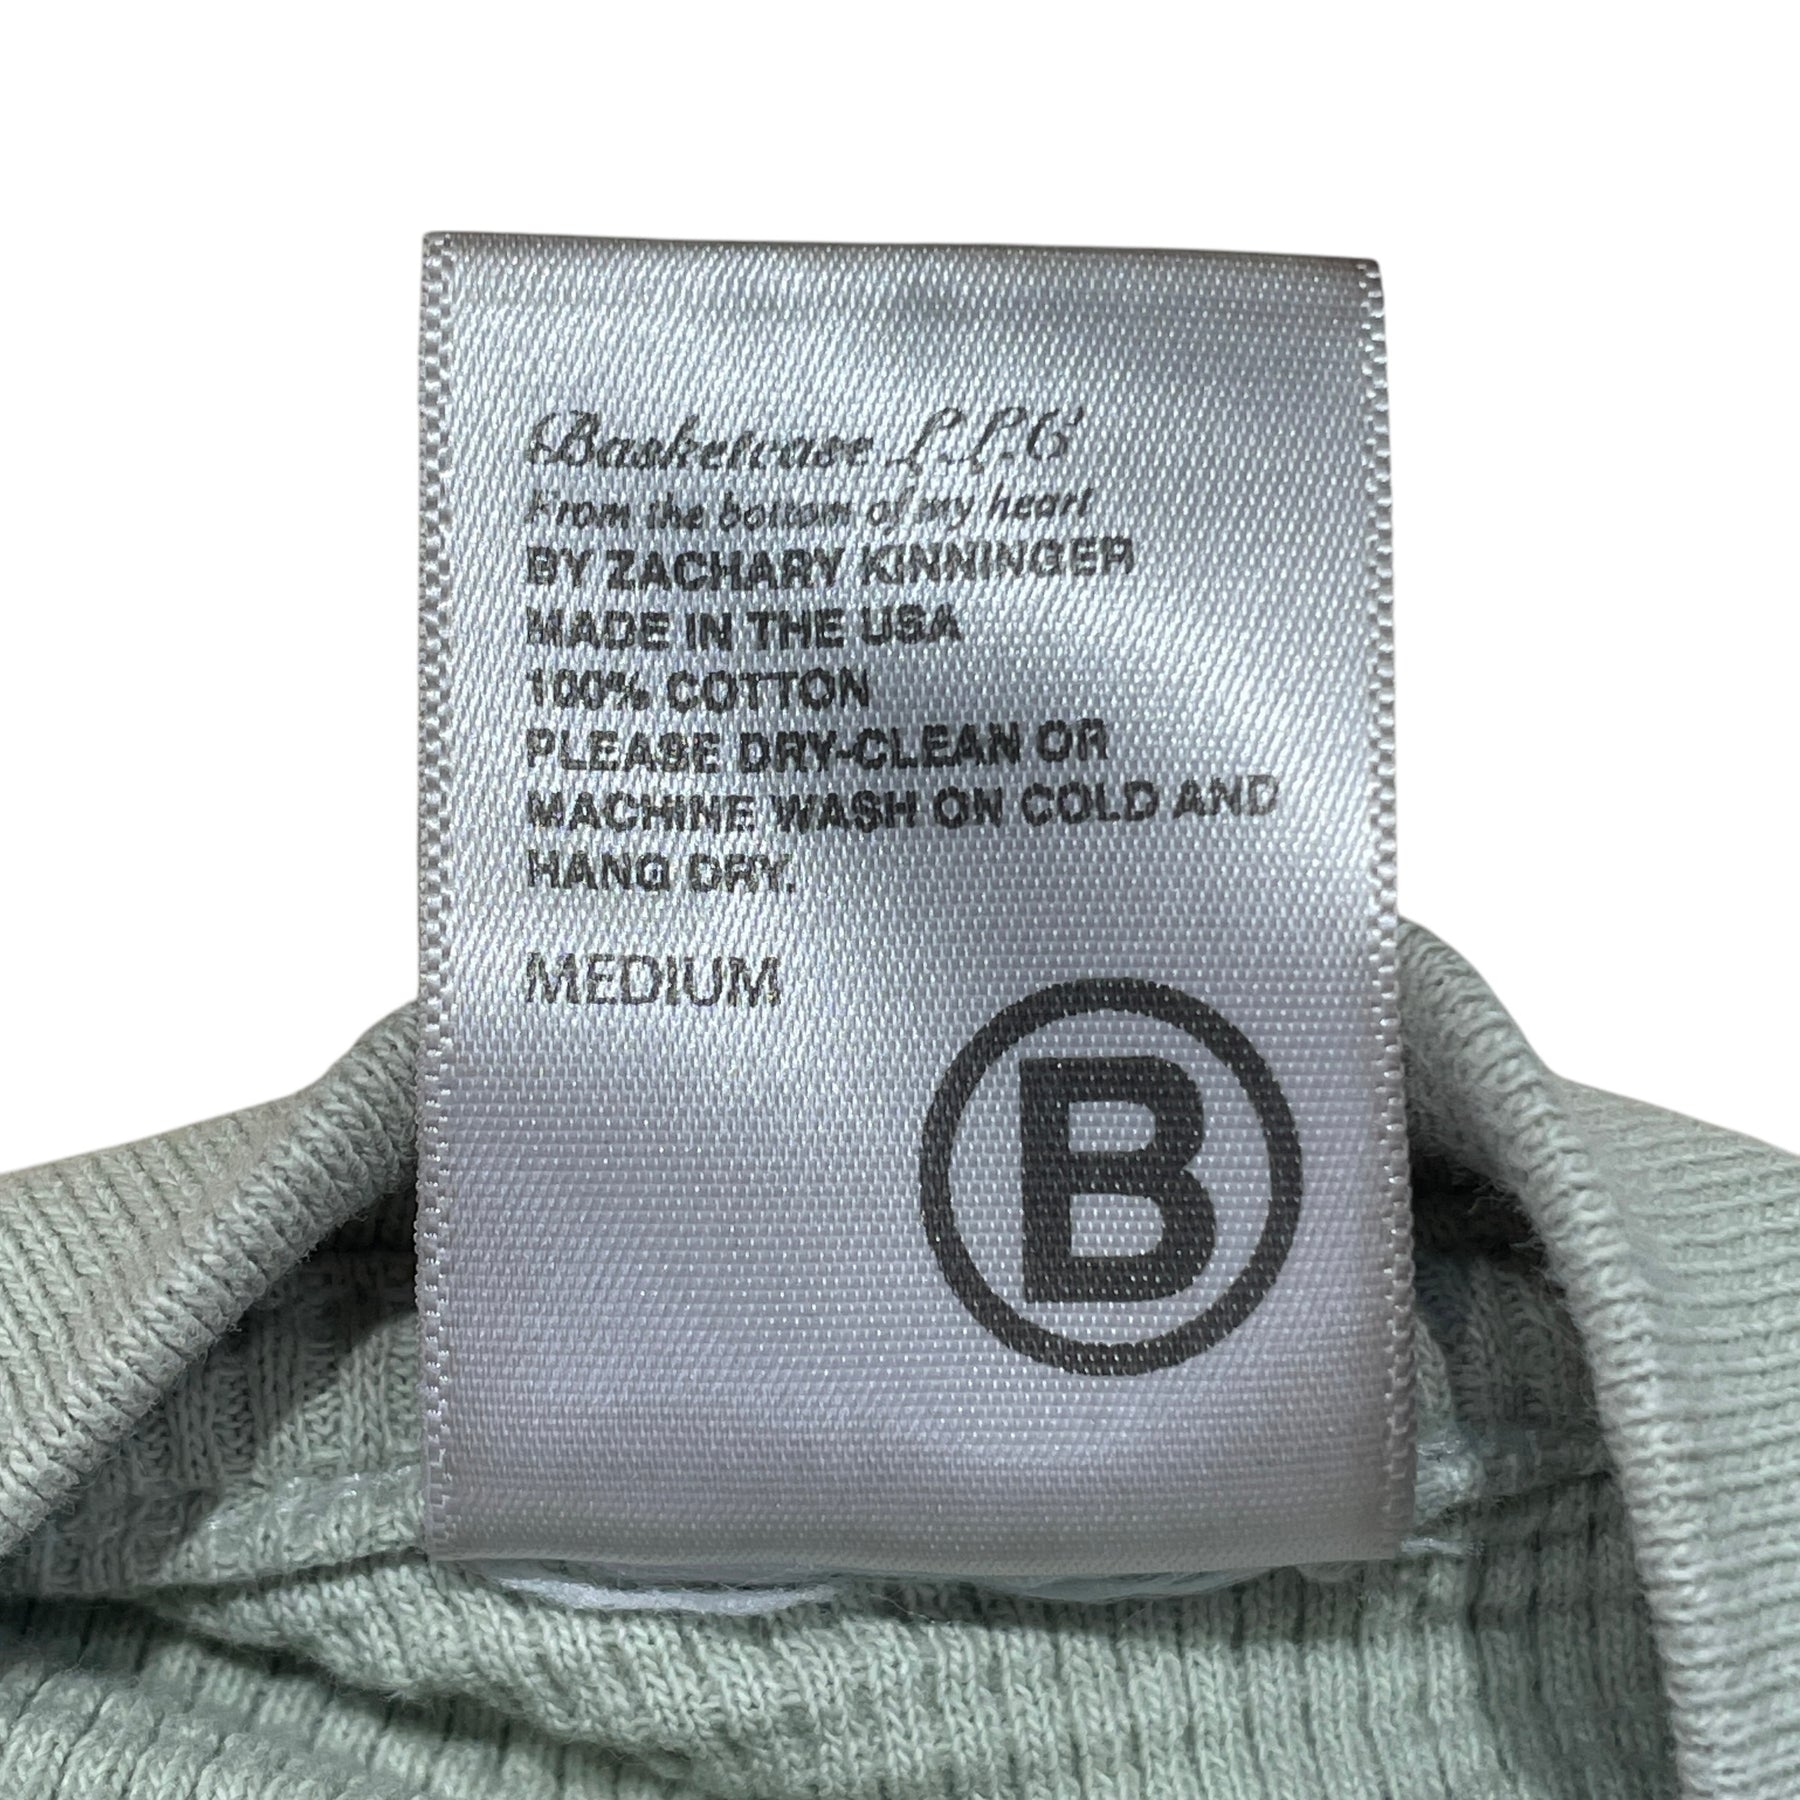 Basketcase L.L.C
From the bottom of my heart
BY ZACHARY KINNINGER
MADE IN THE USA
100% COTTON
PLEASE DRY-CLEAN OR
MACHINE WASH ON COLD AND
HANG DRY.
MEDIUM
B